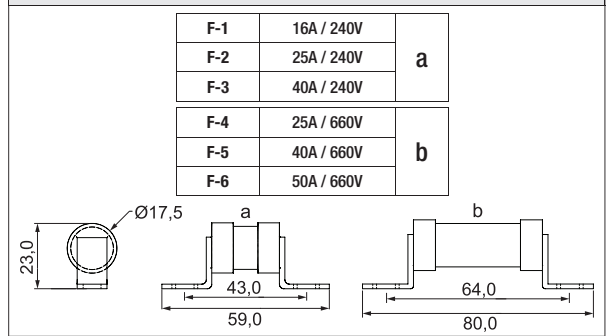 F-1 16A / 240V
F-2 25A / 240V
F-3 40A / 240V
a
F-4 25A / 660V
F-5 40A / 660V
F-6 50A / 660V
b
Ø17,5
23,0
a
43,0
59,0
b
64,0
80,0